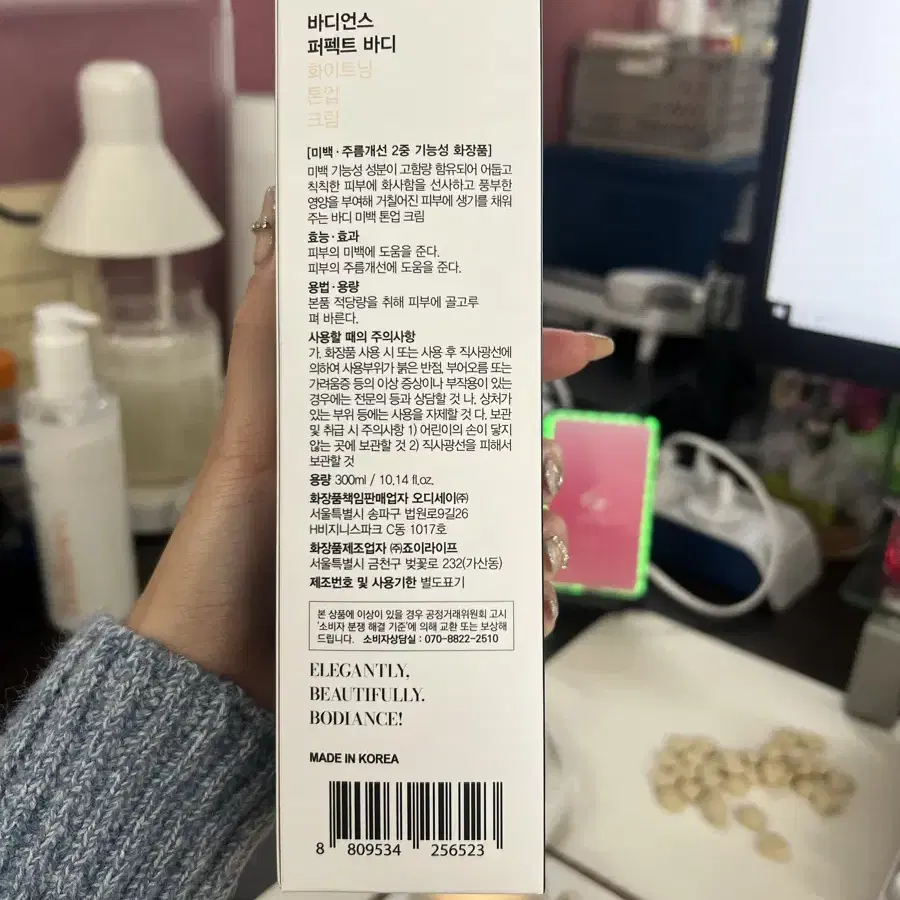 바디언스
퍼펙트 바디
화이트닝
톤업
크림
[미백·주름개선 2중 기능성 화장품]
미백 기능성 성분이 고함량 함유되어 어둡고
칙칙한 피부에 화사함을 선사하고 풍부한
영양을 부여해 거칠어진 피부에 생기를 채워
주는 바디 미백 톤업 크림
효능·효과
피부의 미백에 도움을 준다.
피부의 주름개선에 도움을 준다.
용법·용량
본품 적당량을 취해 피부에 골고루
펴 바른다.
사용할 때의 주의사항
가. 화장품 사용 시 또는 사용 후 직사광선에
의하여 사용부위가 붉은 반점, 부어오름 또는
가려움증 등의 이상 증상이나 부작용이 있는
경우에는 전문의 등과 상담할 것 나. 상처가
있는 부위 등에는 사용을 자제할 것 다. 보관
및 취급 시 주의사항 1) 어린이의 손이 닿지
않는 곳에 보관할 것 2) 직사광선을 피해서
보관할 것
용량 300ml / 10.14 fl.oz.
화장품책임판매업자 오디세이㈜
서울특별시 송파구 법원로9길26
H비지니스파크 C동 1017호
화장품제조업자 ㈜죠이라이프
서울특별시 금천구 벚꽃로 232(가산동)
제조번호 및 사용기한 별도표기
본 상품에 이상이 있을 경우 공정거래위원회 고시
'소비자 분쟁 해결 기준'에 의해 교환 또는 보상해
드립니다. 소비자상담실 : 070-8822-2510
ELEGANTLY,
BEAUTIFULLY.
BODIANCE!
MADE IN KOREA
8 809534 256523